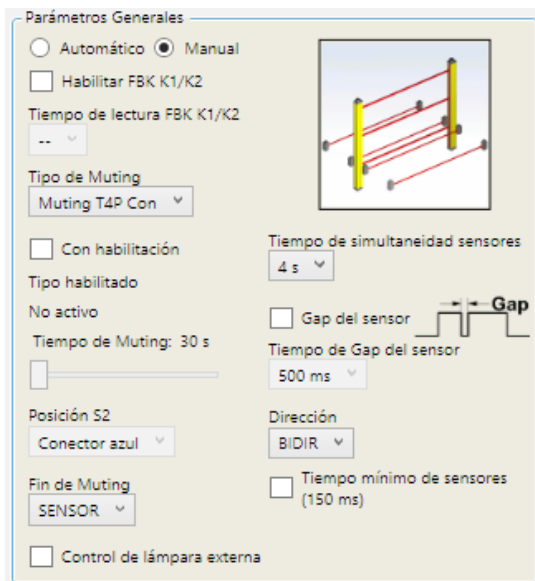 Parámetros Generales
Automático Manual
Habilitar FBK K1/K2
Tiempo de lectura FBK K1/K2
--
Tipo de Muting
Muting T4P Con
Con habilitación
Tiempo de simultaneidad sensores
4 s
Tipo habilitado
No activo
Gap del sensor
Gap
Tiempo de Muting: 30 s
Tiempo de Gap del sensor
500 ms
Posición S2
Conector azul
Dirección
BIDIR
Fin de Muting
SENSOR
Tiempo mínimo de sensores
(150 ms)
Control de lámpara externa